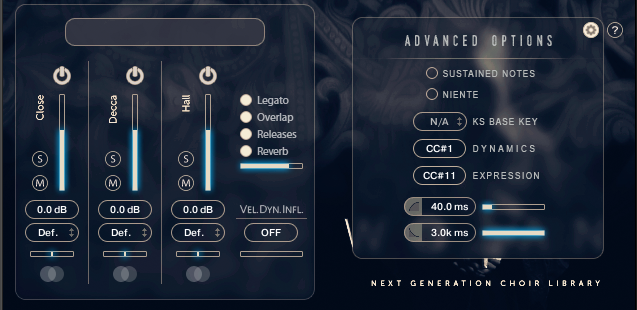 Close
Decca
Hall
S
S
S
M
M
M
0.0 dB
0.0 dB
0.0 dB
Def.
Def.
Def.
Legato
Overlap
Releases
Reverb
VEL.DYN.INFL.
OFF
ADVANCED OPTIONS
?
SUSTAINED NOTES
NIENTE
N/A KS BASE KEY
CC#1 DYNAMICS
CC#11 EXPRESSION
40.0 ms
3.0k ms
NEXT GENERATION CHOIR LIBRARY